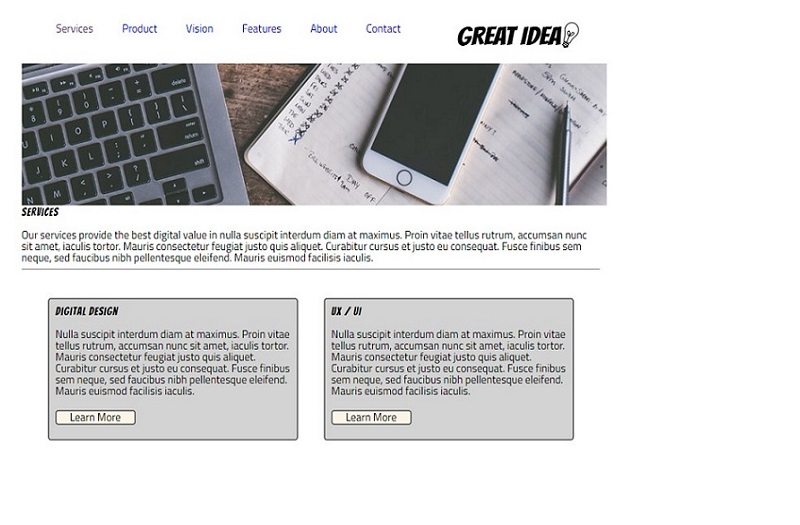 Services Product Vision Features About Contact GREAT IDEA
SERVICES
Our services provide the best digital value in nulla suscipit interdum diam at maximus. Proin vitae tellus rutrum, accumsan nunc
sit amet, iaculis tortor. Mauris consectetur feugiat justo quis aliquet. Curabitur cursus et justo eu consequat. Fusce finibus sem
neque, sed faucibus nibh pellentesque eleifend. Mauris euismod facilisis iaculis.
DIGITAL DESIGN
Nulla suscipit interdum diam at maximus. Proin vitae
tellus rutrum, accumsan nunc sit amet, iaculis tortor.
Mauris consectetur feugiat justo quis aliquet.
Curabitur cursus et justo eu consequat. Fusce finibus
sem neque, sed faucibus nibh pellentesque eleifend.
Mauris euismod facilisis iaculis.
Learn More
UX / UI
Nulla suscipit interdum diam at maximus. Proin vitae
tellus rutrum, accumsan nunc sit amet, iaculis tortor.
Mauris consectetur feugiat justo quis aliquet.
Curabitur cursus et justo eu consequat. Fusce finibus
sem neque, sed faucibus nibh pellentesque eleifend.
Mauris euismod facilisis iaculis.
Learn More